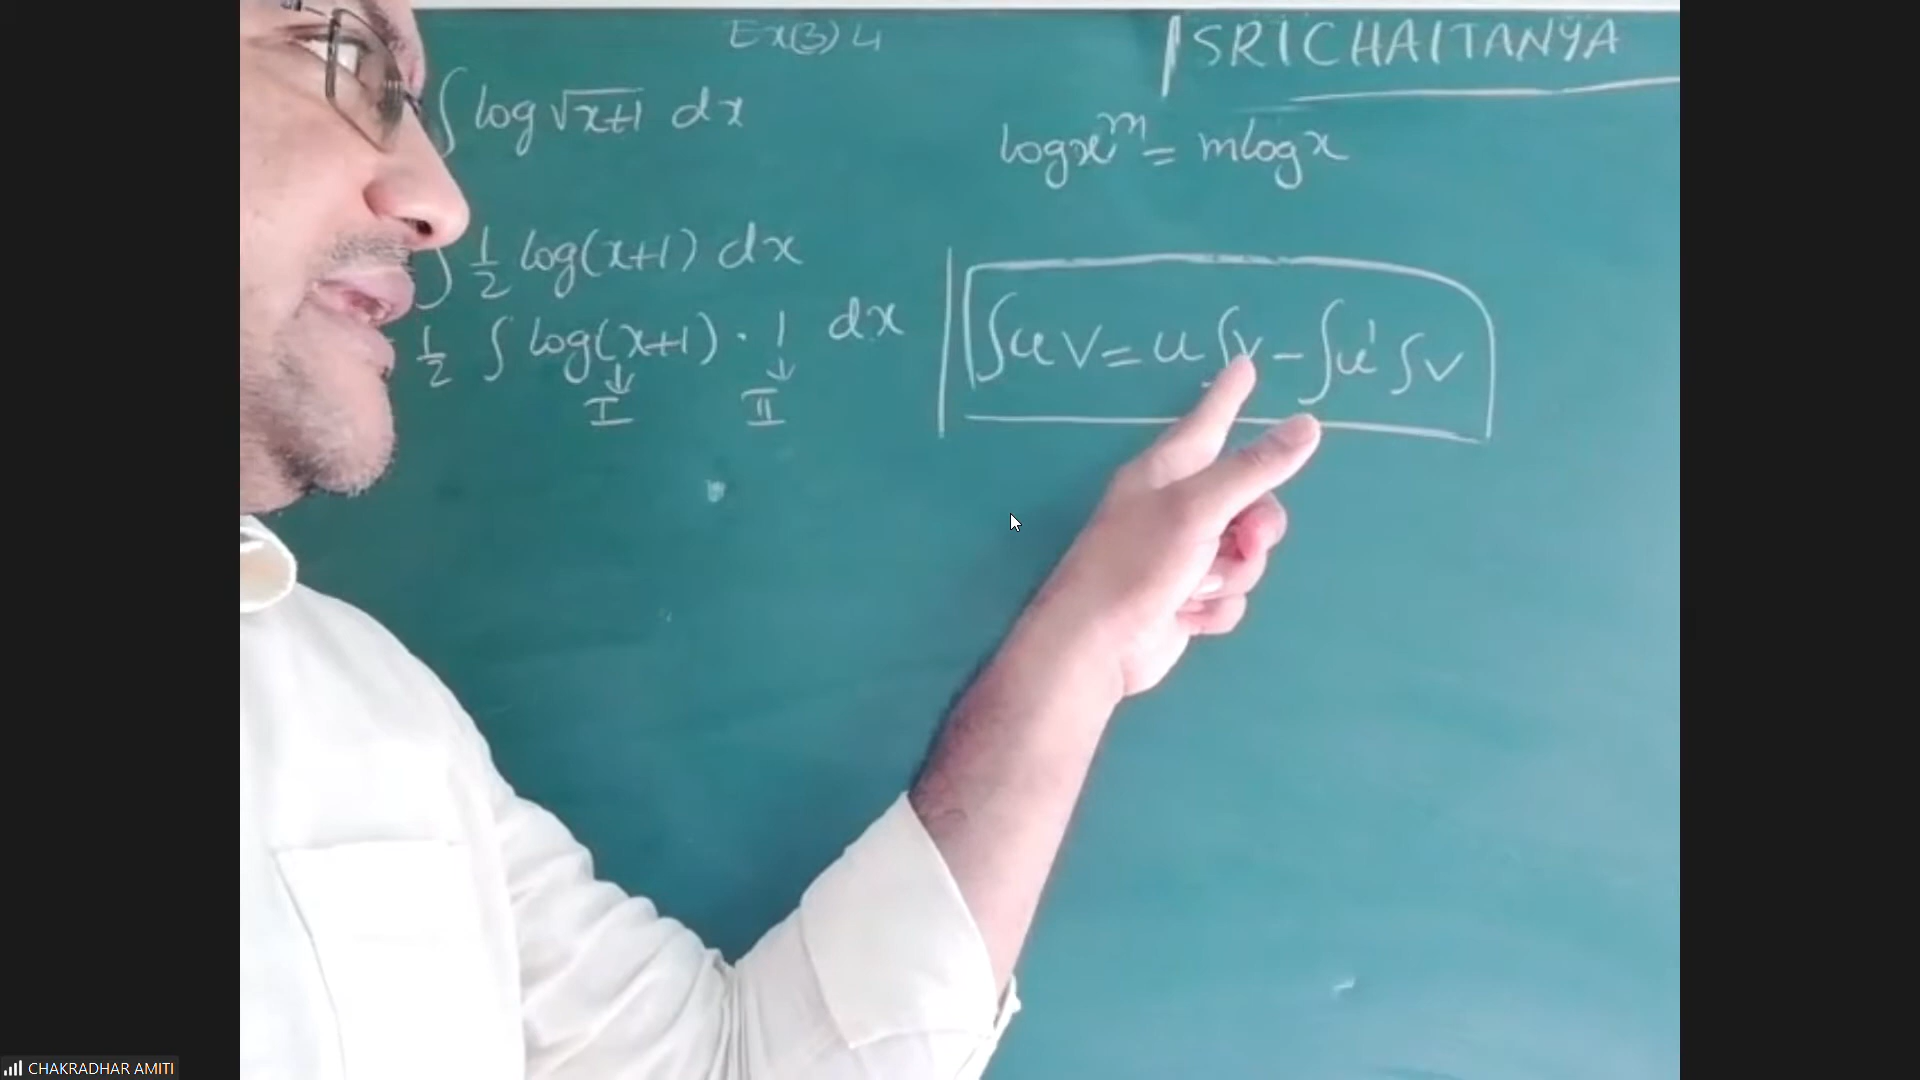 Ex(3) 4
SRICHAITANYA
∫ log √x+1 dx
log x^m = m log x
∫ 1/2 log(x+1) dx
1/2 ∫ log(x+1) · 1 dx
I II
∫uv = u∫v - ∫u' ∫v
CHAKRADHAR AMITI